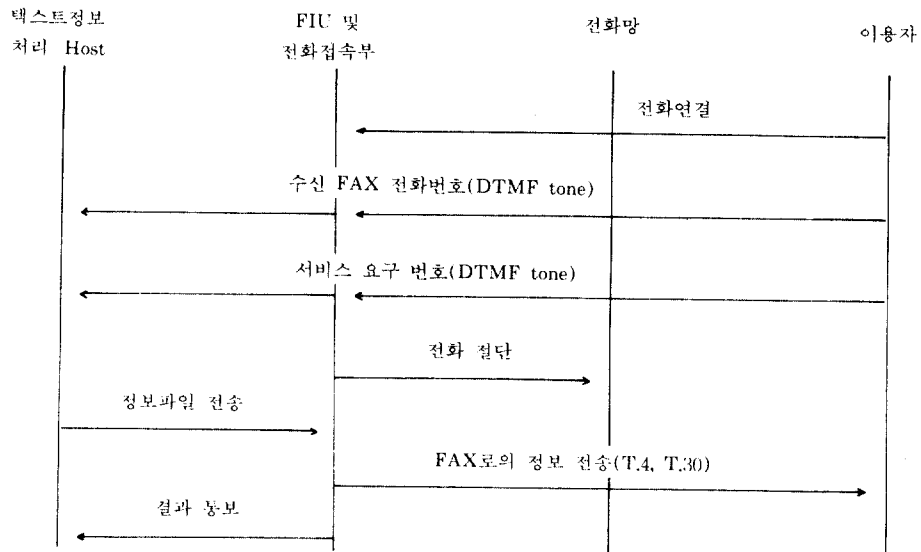 텍스트정보
처리 Host
FIU 및
전화접속부
전화망
이용자
전화연결
수신 FAX 전화번호(DTMF tone)
서비스 요구 번호(DTMF tone)
전화 절단
정보파일 전송
FAX로의 정보 전송(T.4, T.30)
결과 통보